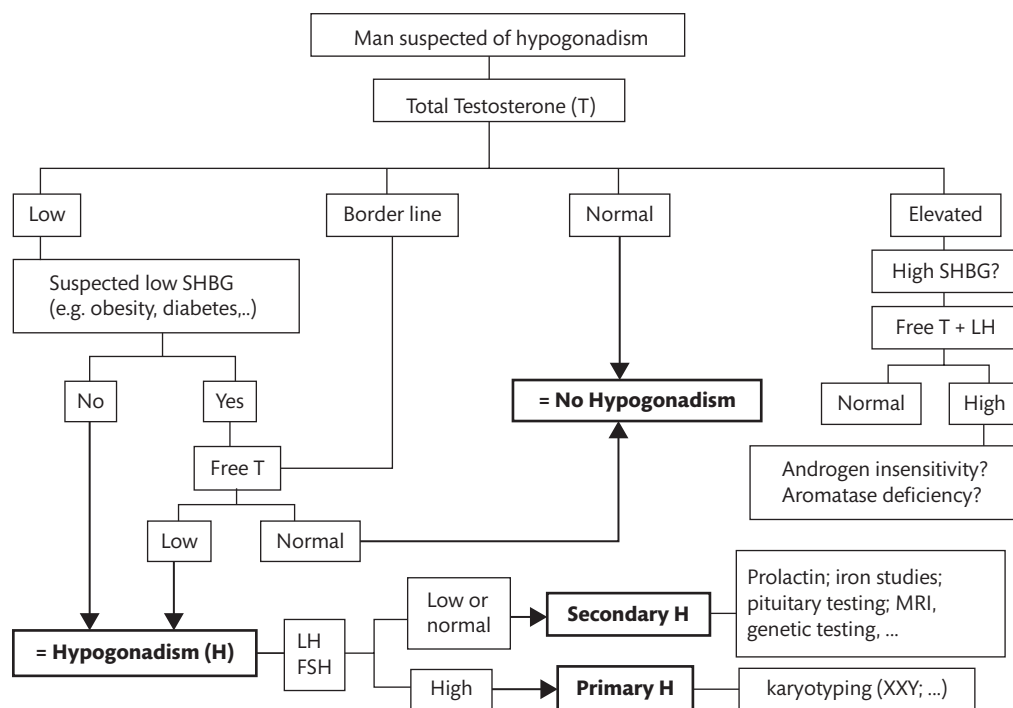 Man suspected of hypogonadism
Total Testosterone (T)
Low
Border line
Normal
Elevated
Suspected low SHBG
(e.g. obesity, diabetes,..)
High SHBG?
Free T + LH
No
Yes
= No Hypogonadism
Normal
High
Free T
Androgen insensitivity?
Aromatase deficiency?
Low
Normal
= Hypogonadism (H)
LH
FSH
Low or
normal
Secondary H
Prolactin; iron studies;
pituitary testing; MRI,
genetic testing, ...
High
Primary H
karyotyping (XXY; ...)